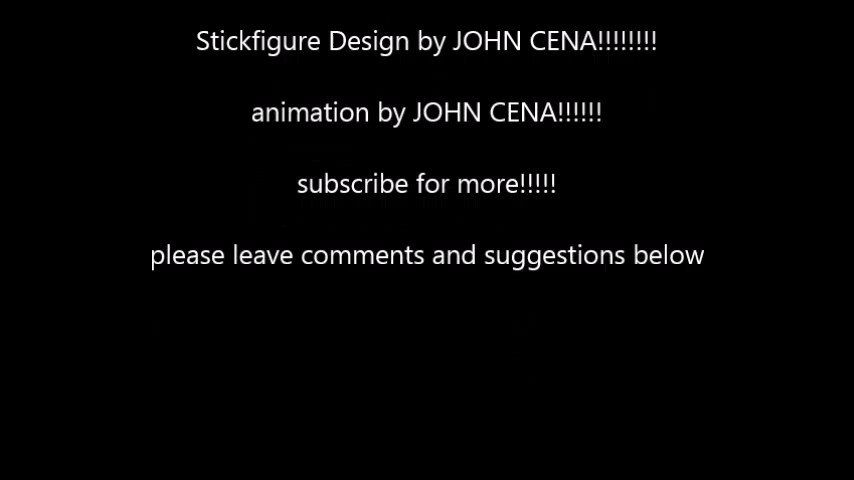 Stickfigure Design by JOHN CENA!!!!!!!!
animation by JOHN CENA!!!!!!
subscribe for more!!!!!
please leave comments and suggestions below